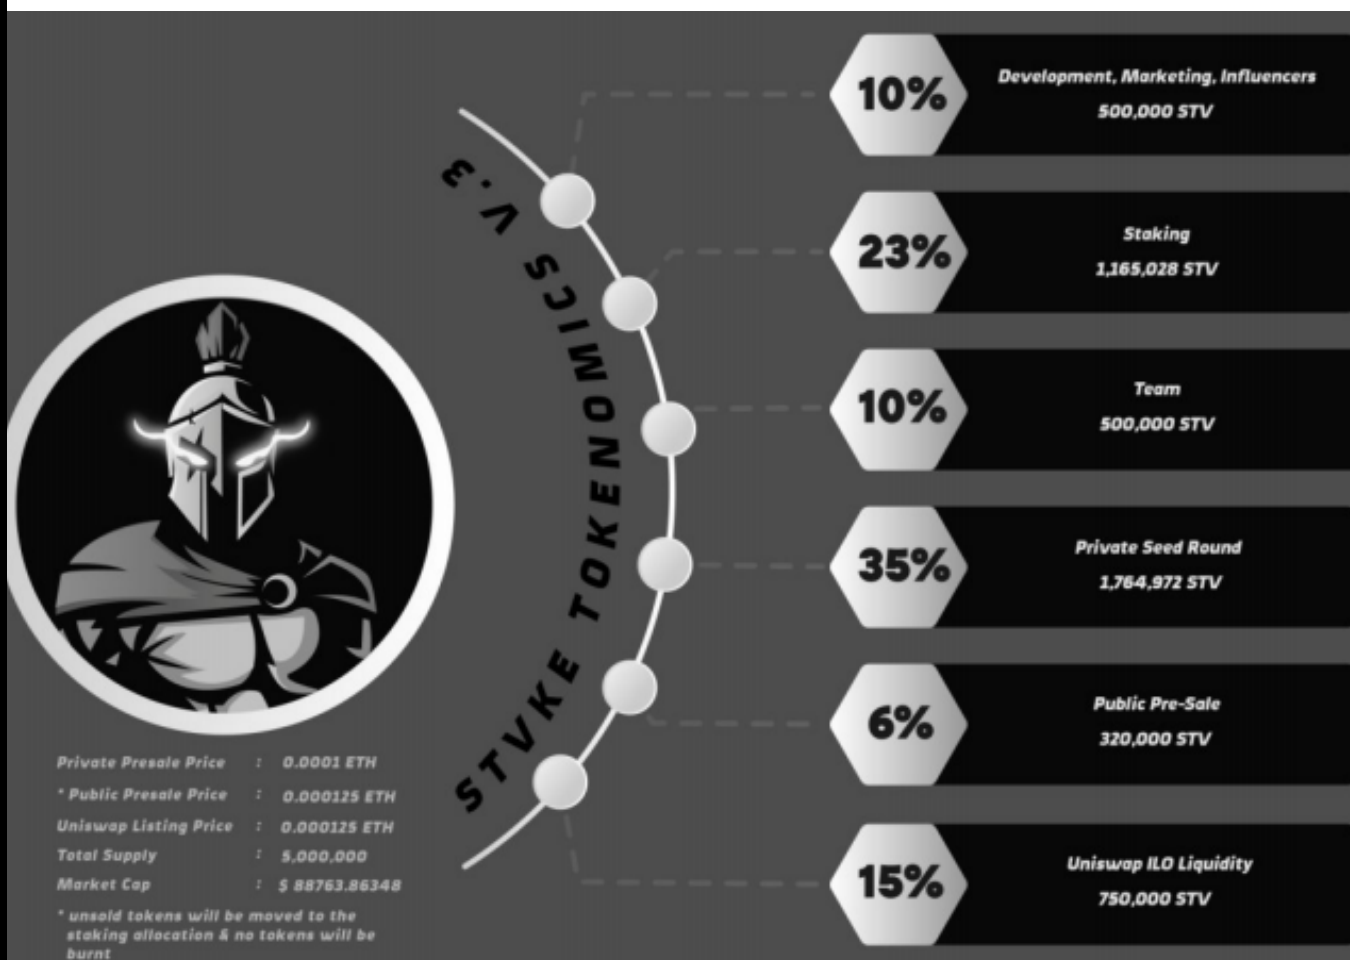 STVKE TOKENOMICS V.3
10%
Development, Marketing, Influencers
500,000 STV
23%
Staking
1,165,028 STV
10%
Team
500,000 STV
35%
Private Seed Round
1,764,972 STV
6%
Public Pre-Sale
320,000 STV
15%
Uniswap ILO Liquidity
750,000 STV
Private Presale Price : 0.0001 ETH
* Public Presale Price : 0.000125 ETH
Uniswap Listing Price : 0.000125 ETH
Total Supply : 5,000,000
Market Cap : $ 88763.86348
* unsold tokens will be moved to the
staking allocation & no tokens will be
burnt